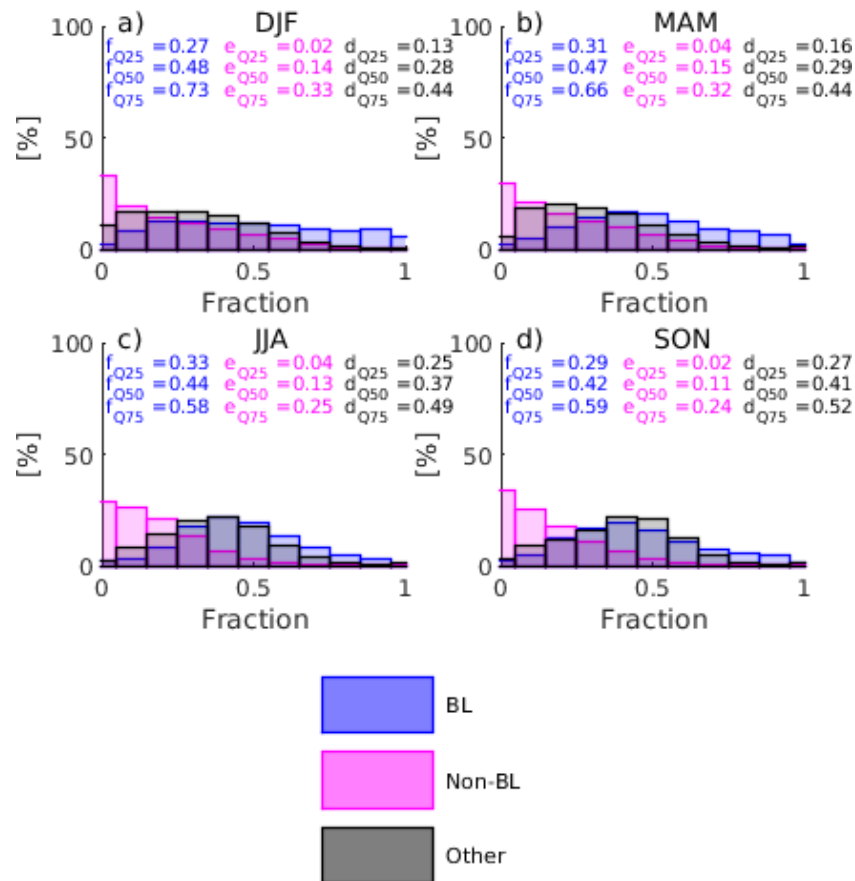 a) DJF
100
f_Q25 =0.27 e_Q25 =0.02 d_Q25 =0.13
f_Q50 =0.48 e_Q50 =0.14 d_Q50 =0.28
f_Q75 =0.73 e_Q75 =0.33 d_Q75 =0.44
50
[%]
0
0 0.5 1
Fraction
b) MAM
100
f_Q25 =0.31 e_Q25 =0.04 d_Q25 =0.16
f_Q50 =0.47 e_Q50 =0.15 d_Q50 =0.29
f_Q75 =0.66 e_Q75 =0.32 d_Q75 =0.44
50
[%]
0
0 0.5 1
Fraction
c) JJA
100
f_Q25 =0.33 e_Q25 =0.04 d_Q25 =0.25
f_Q50 =0.44 e_Q50 =0.13 d_Q50 =0.37
f_Q75 =0.58 e_Q75 =0.25 d_Q75 =0.49
50
[%]
0
0 0.5 1
Fraction
d) SON
100
f_Q25 =0.29 e_Q25 =0.02 d_Q25 =0.27
f_Q50 =0.42 e_Q50 =0.11 d_Q50 =0.41
f_Q75 =0.59 e_Q75 =0.24 d_Q75 =0.52
50
[%]
0
0 0.5 1
Fraction
BL
Non-BL
Other